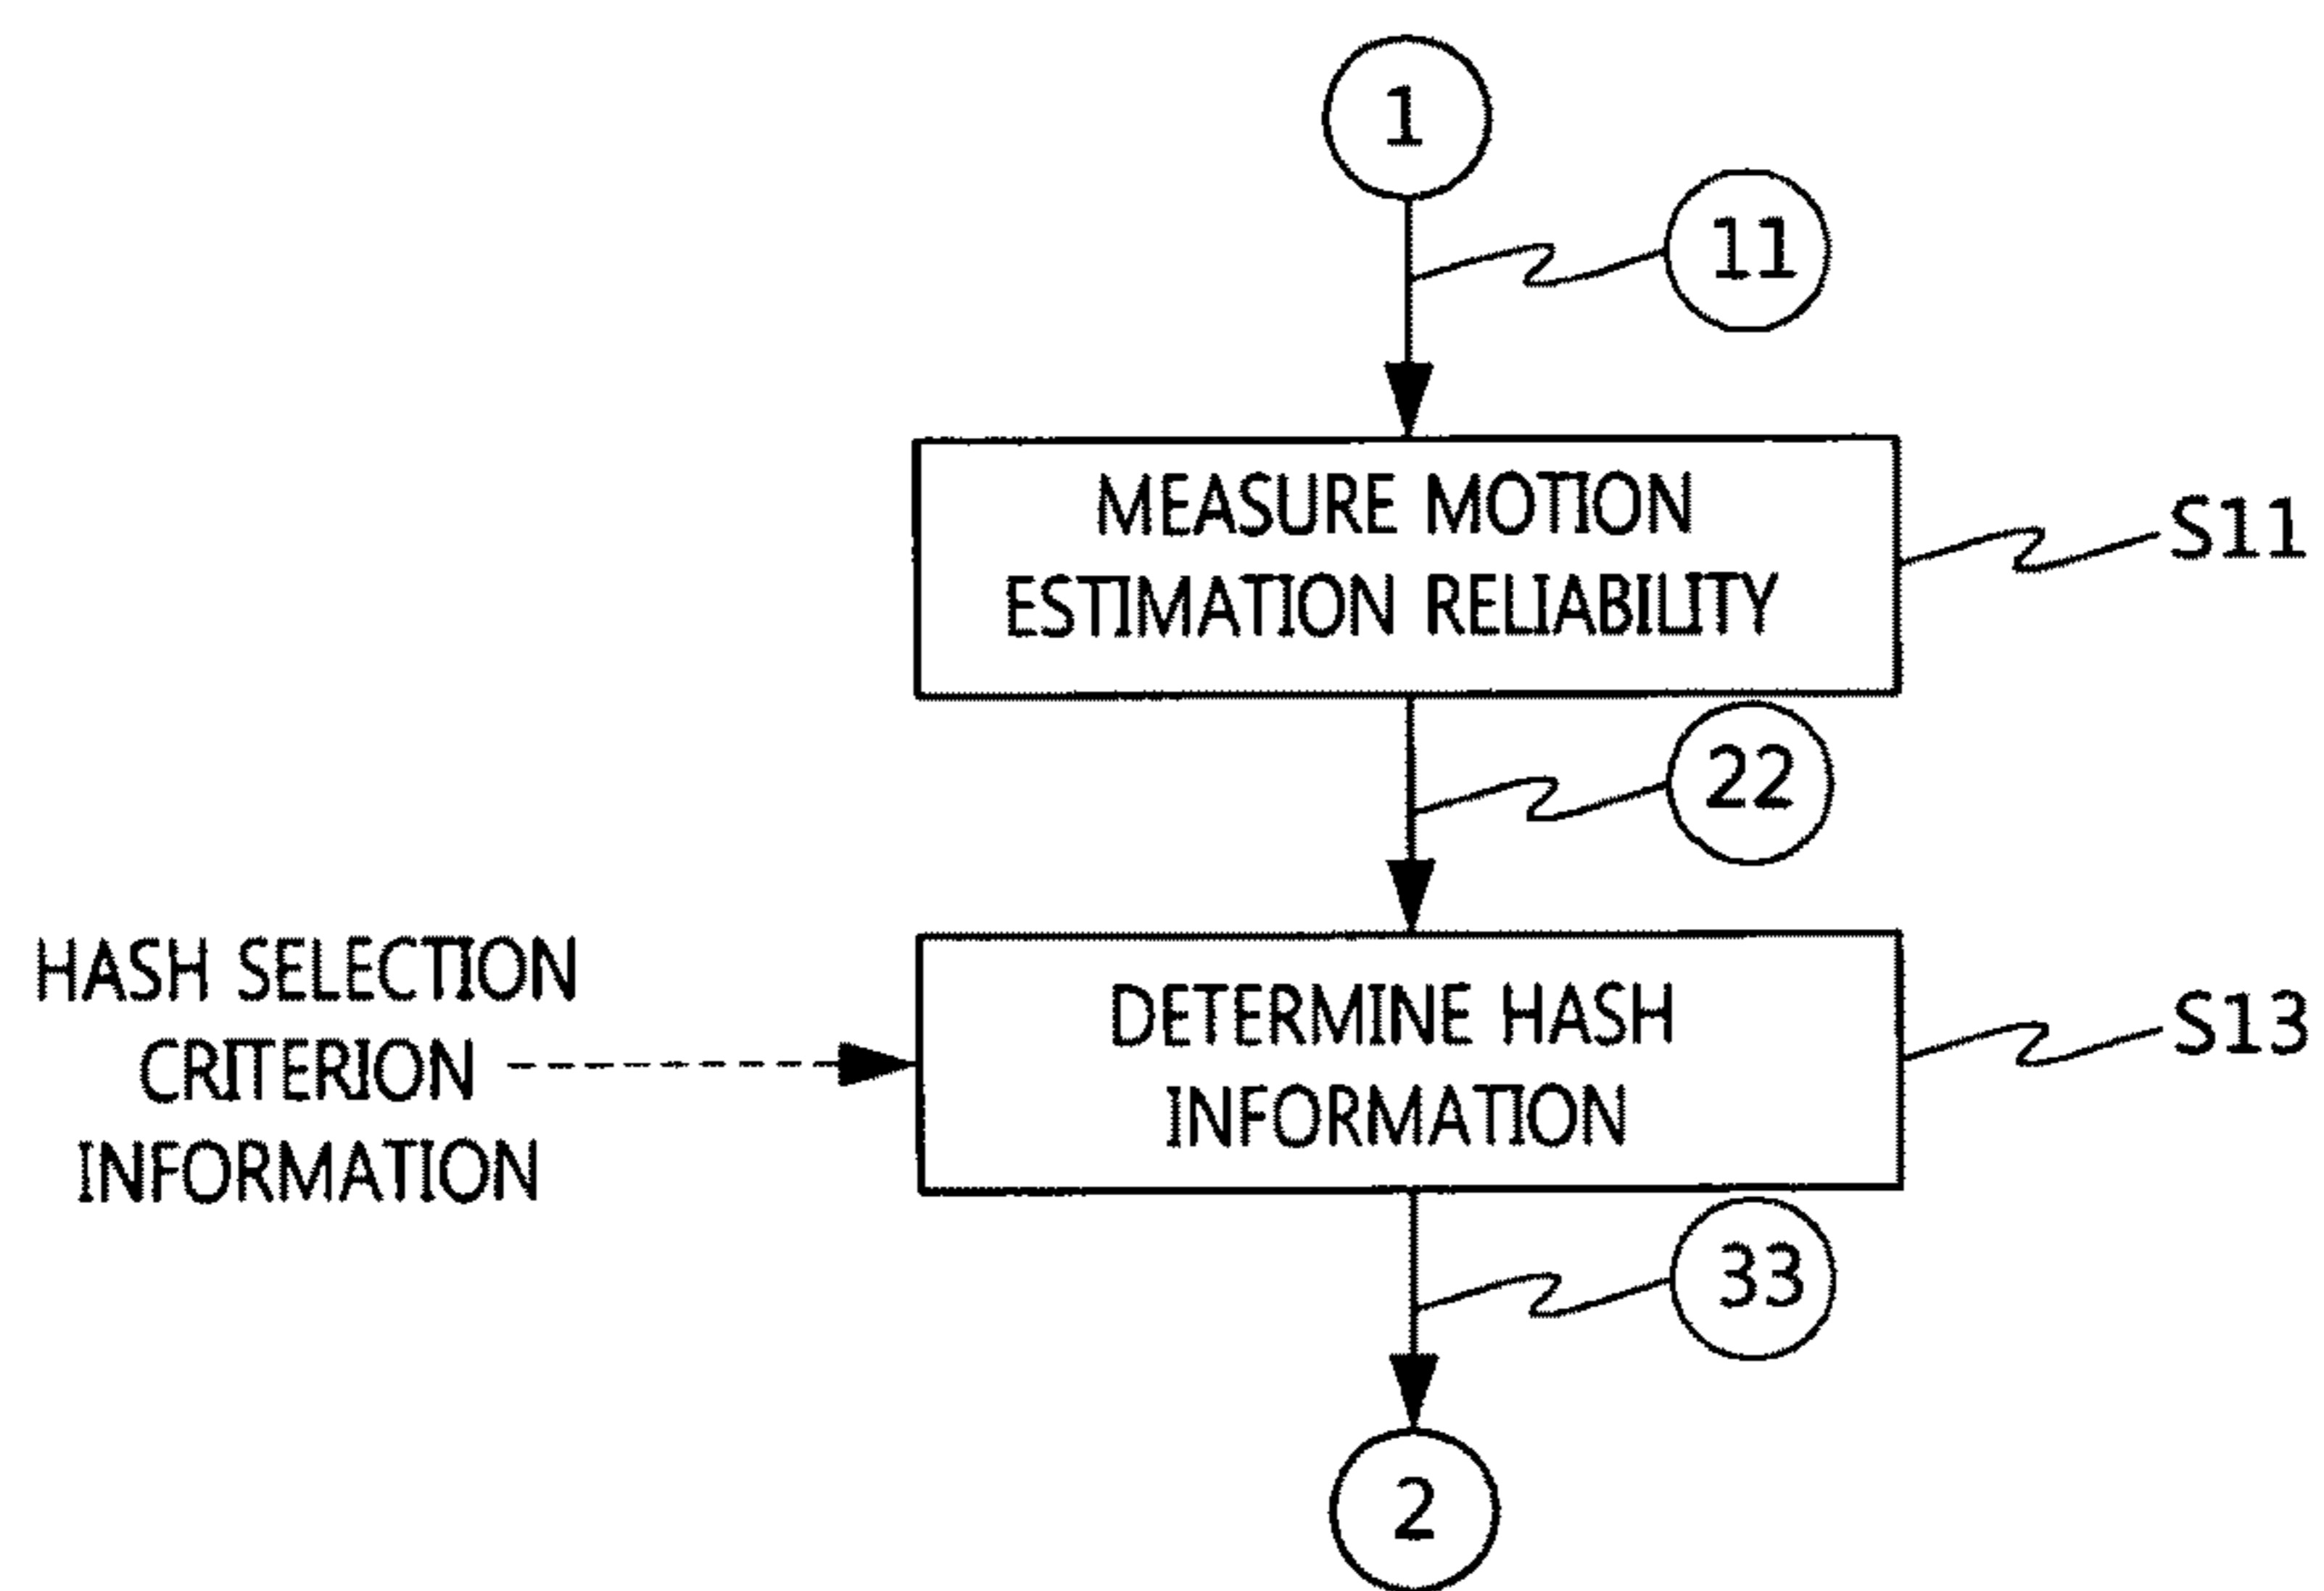 1
11
MEASURE MOTION
ESTIMATION RELIABILITY
S11
22
HASH SELECTION
CRITERION
INFORMATION
DETERMINE HASH
INFORMATION
S13
33
2